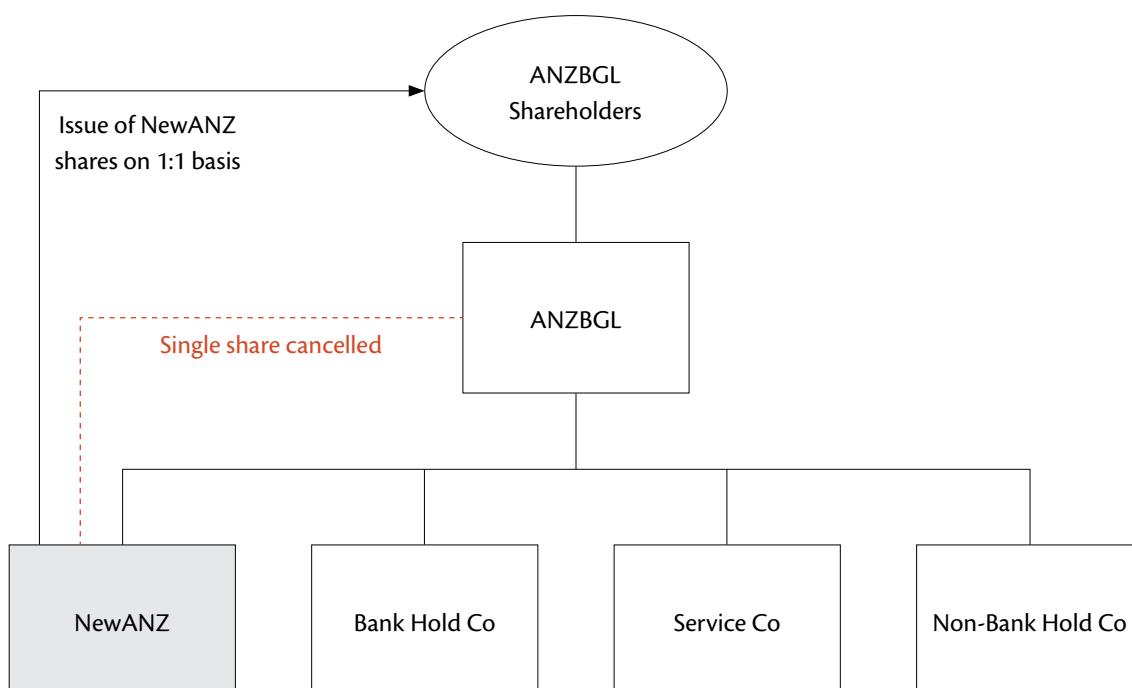 ANZBGL
Shareholders
Issue of NewANZ
shares on 1:1 basis
ANZBGL
Single share cancelled
NewANZ
Bank Hold Co
Service Co
Non-Bank Hold Co